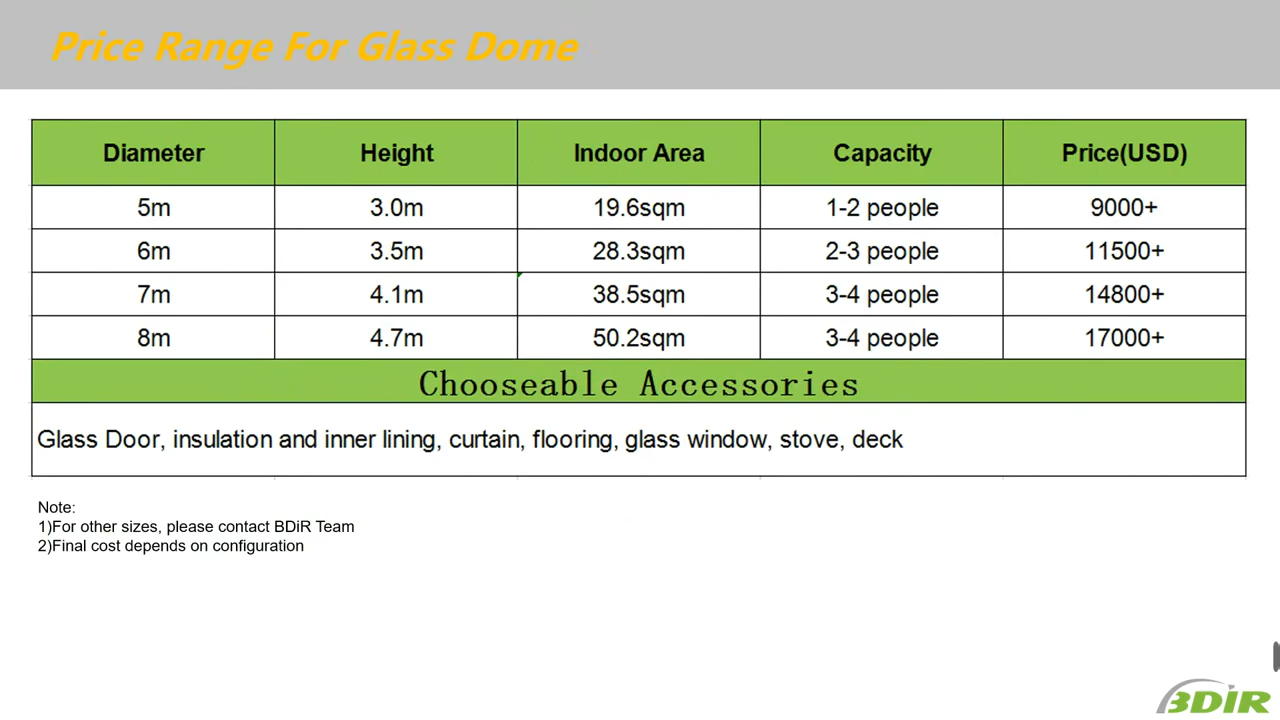 Price Range For Glass Dome
Diameter Height Indoor Area Capacity Price(USD)
5m 3.0m 19.6sqm 1-2 people 9000+
6m 3.5m 28.3sqm 2-3 people 11500+
7m 4.1m 38.5sqm 3-4 people 14800+
8m 4.7m 50.2sqm 3-4 people 17000+
Chooseable Accessories
Glass Door, insulation and inner lining, curtain, flooring, glass window, stove, deck
Note:
1)For other sizes, please contact BDiR Team
2)Final cost depends on configuration
BDiR